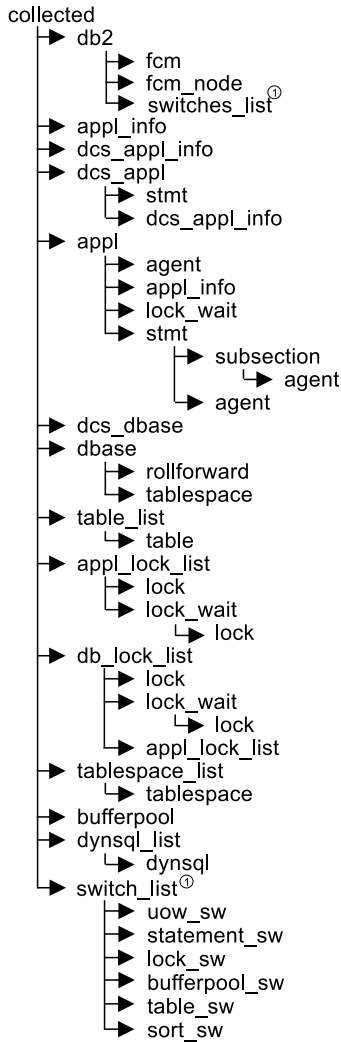 collected
db2
fcm
fcm_node
switches_list①
appl_info
dcs_appl_info
dcs_appl
stmt
dcs_appl_info
appl
agent
appl_info
lock_wait
stmt
subsection
agent
agent
dcs_dbase
dbase
rollforward
tablespace
table_list
table
appl_lock_list
lock
lock_wait
lock
db_lock_list
lock
lock_wait
lock
appl_lock_list
tablespace_list
tablespace
bufferpool
dynsql_list
dynsql
switch_list①
uow_sw
statement_sw
lock_sw
bufferpool_sw
table_sw
sort_sw